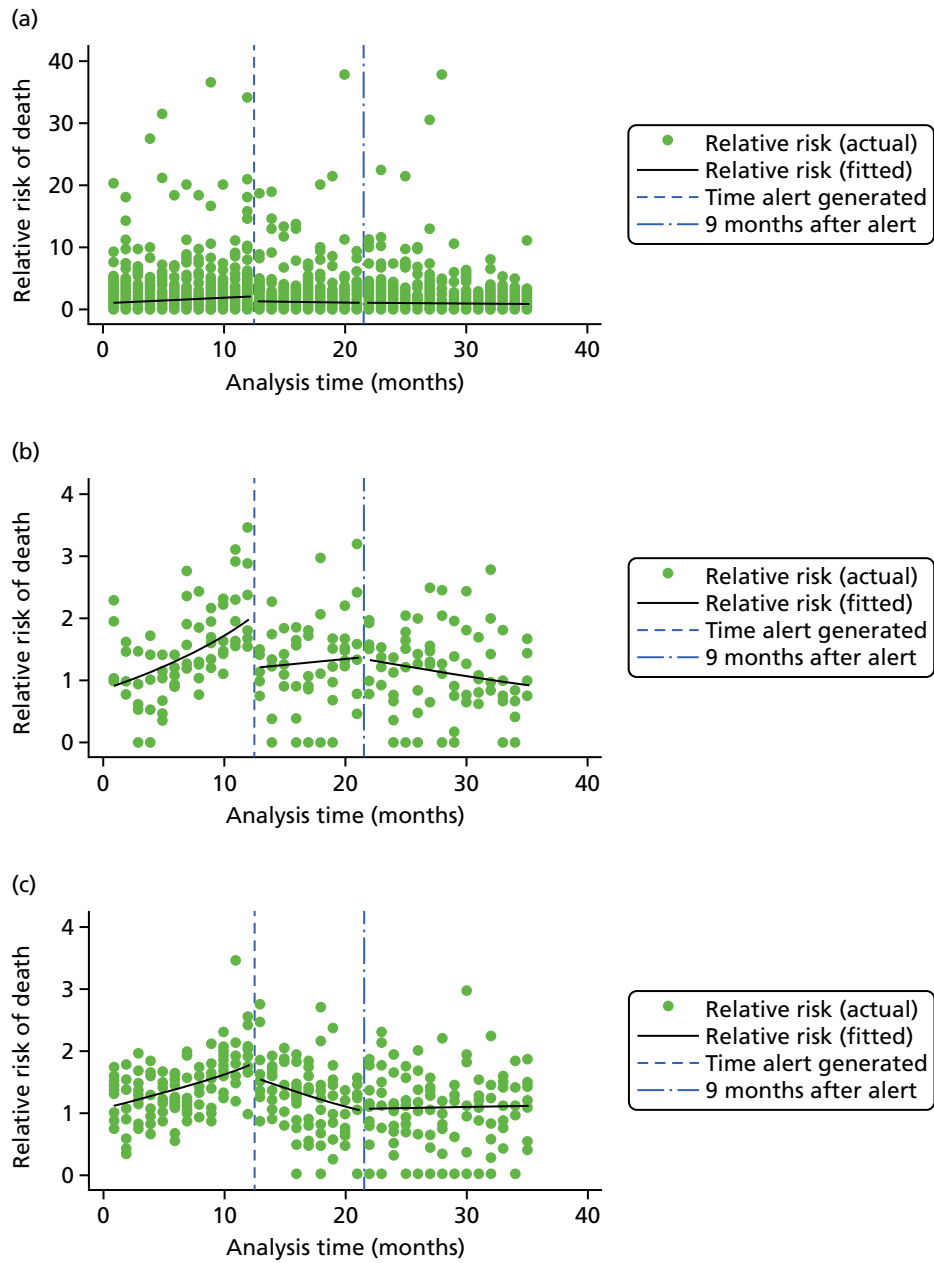 (a)
Relative risk of death
40
30
20
10
0
0 10 20 30 40
Analysis time (months)
Relative risk (actual)
Relative risk (fitted)
Time alert generated
9 months after alert
(b)
Relative risk of death
4
3
2
1
0
0 10 20 30 40
Analysis time (months)
Relative risk (actual)
Relative risk (fitted)
Time alert generated
9 months after alert
(c)
Relative risk of death
4
3
2
1
0
0 10 20 30 40
Analysis time (months)
Relative risk (actual)
Relative risk (fitted)
Time alert generated
9 months after alert